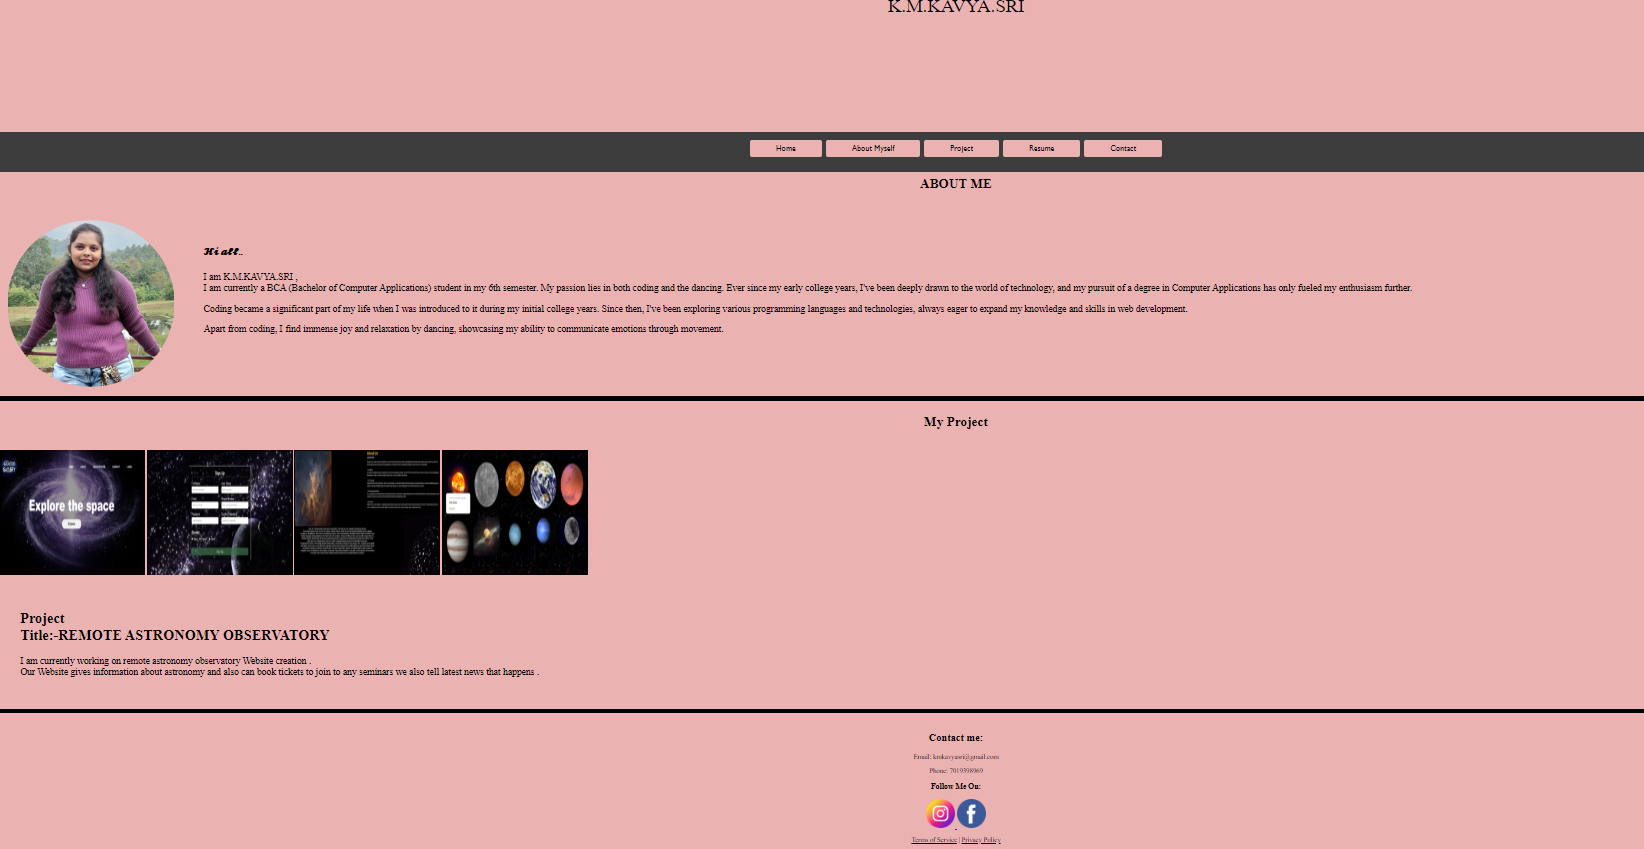 K.M.KAVYA.SRI
Home
About Myself
Project
Resume
Contact
ABOUT ME
Hi all..
I am K.M.KAVYA.SRI ,
I am currently a BCA (Bachelor of Computer Applications) student in my 6th semester. My passion lies in both coding and the dancing. Ever since my early college years, I've been deeply drawn to the world of technology, and my pursuit of a degree in Computer Applications has only fueled my enthusiasm further.
Coding became a significant part of my life when I was introduced to it during my initial college years. Since then, I've been exploring various programming languages and technologies, always eager to expand my knowledge and skills in web development.
Apart from coding, I find immense joy and relaxation by dancing, showcasing my ability to communicate emotions through movement.
My Project
Explore the space
Sign Up
About Us
Project
Title:-REMOTE ASTRONOMY OBSERVATORY
I am currently working on remote astronomy observatory Website creation .
Our Website gives information about astronomy and also can book tickets to join to any seminars we also tell latest news that happens .
Contact me:
Email: kmkavyasri@gmail.com
Phone: 7019398969
Follow Me On:
Terms of Service | Privacy Policy